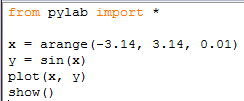 from pylab import *
x = arange(-3.14, 3.14, 0.01)
y = sin(x)
plot(x, y)
show()